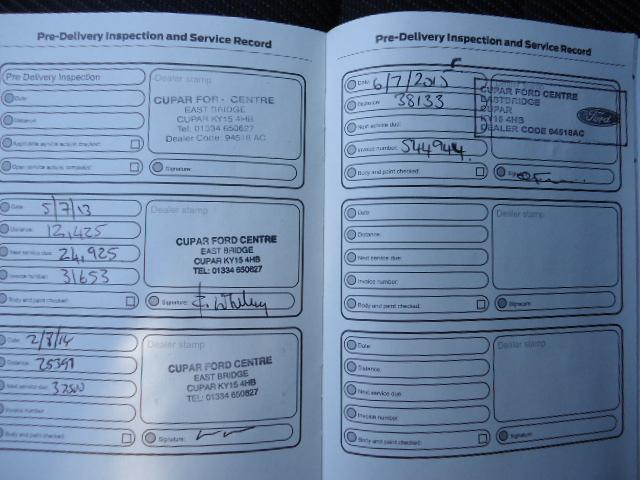 Pre-Delivery Inspection and Service Record
Pre Delivery Inspection
Date:
Distance:
Applicable service actions checked:
Open service actions completed:
Dealer stamp
CUPAR FOR CENTRE
EAST BRIDGE
CUPAR KY15 4HB
Tel: 01334 650627
Dealer Code: 94518 AC
Signature:
Date: 5/7/13
Distance: 12,425
Next service due: 24,925
Invoice number: 31653
Body and paint checked:
Dealer stamp
CUPAR FORD CENTRE
EAST BRIDGE
CUPAR KY15 4HB
TEL: 01334 650627
Signature:
Date: 2/8/14
Distance: 25391
Next service due:
Invoice number:
Body and paint checked:
Dealer stamp
CUPAR FORD CENTRE
EAST BRIDGE
CUPAR KY15 4HB
TEL: 01334 650627
Signature:
Pre-Delivery Inspection and Service Record
Date: 6/7/2015
Distance: 38133
Next service due:
Invoice number: 544944
Body and paint checked:
CUPAR FORD CENTRE
EASTBRIDGE
CUPAR
KY15 4HB
DEALER CODE 94518AC
Ford
Date:
Distance:
Next service due:
Invoice number:
Body and paint checked:
Dealer stamp
Signature:
Date:
Distance:
Next service due:
Invoice number:
Body and paint checked:
Dealer stamp
Signature: